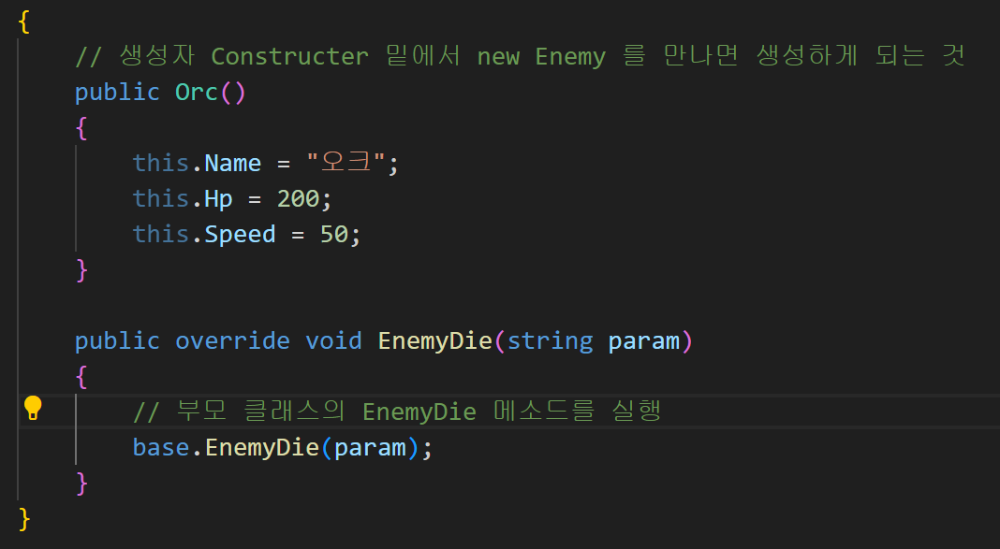 {
// 생성자 Constructer 밑에서 new Enemy 를 만나면 생성하게 되는 것
public Orc()
{
this.Name = "오크";
this.Hp = 200;
this.Speed = 50;
}
public override void EnemyDie(string param)
{
// 부모 클래스의 EnemyDie 메소드를 실행
base.EnemyDie(param);
}
}